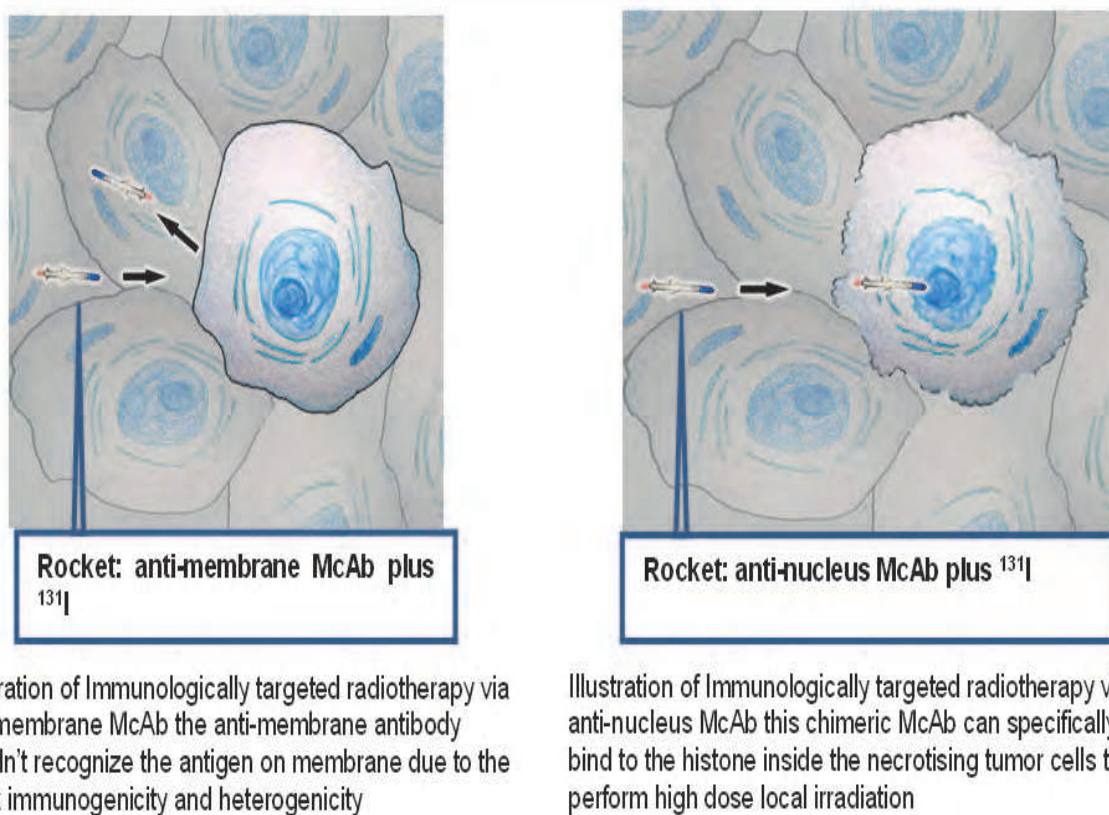 Rocket: anti-membrane McAb plus
¹³¹I
ration of Immunologically targeted radiotherapy via
membrane McAb the anti-membrane antibody
ln't recognize the antigen on membrane due to the
immunogenicity and heterogenicity
Rocket: anti-nucleus McAb plus ¹³¹I
Illustration of Immunologically targeted radiotherapy v
anti-nucleus McAb this chimeric McAb can specifically
bind to the histone inside the necrotising tumor cells t
perform high dose local irradiation